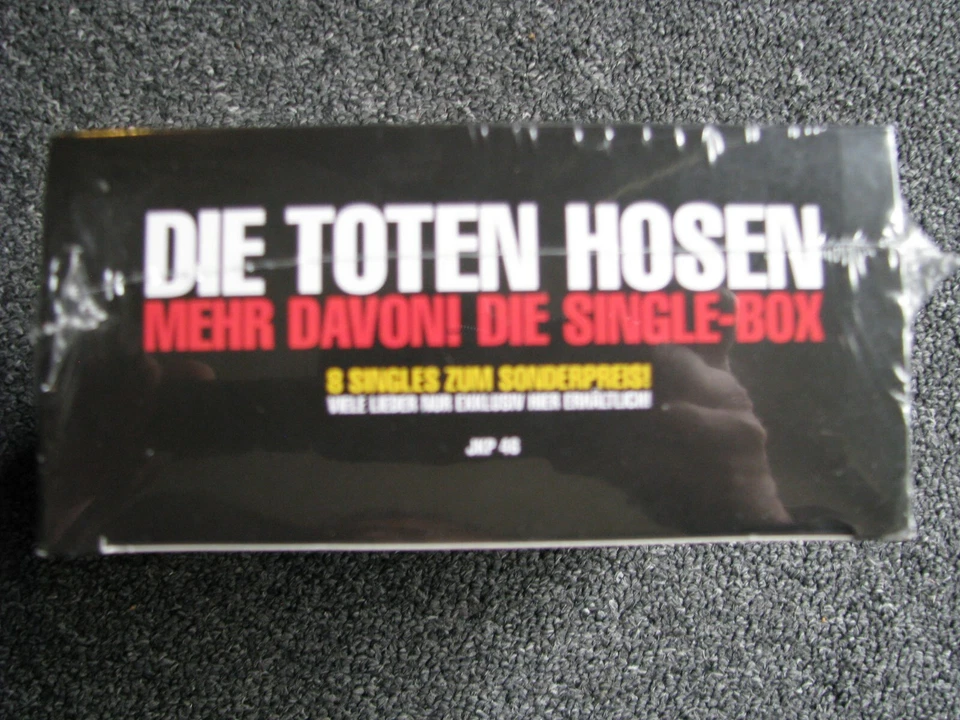 DIE TOTEN HOSEN
MEHR DAVON! DIE SINGLE-BOX
8 SINGLES ZUM SONDERPREIS!
VIELE LIEDER NUR EXKLUSIV HIER ERHÄLTLICH!
JKP 46